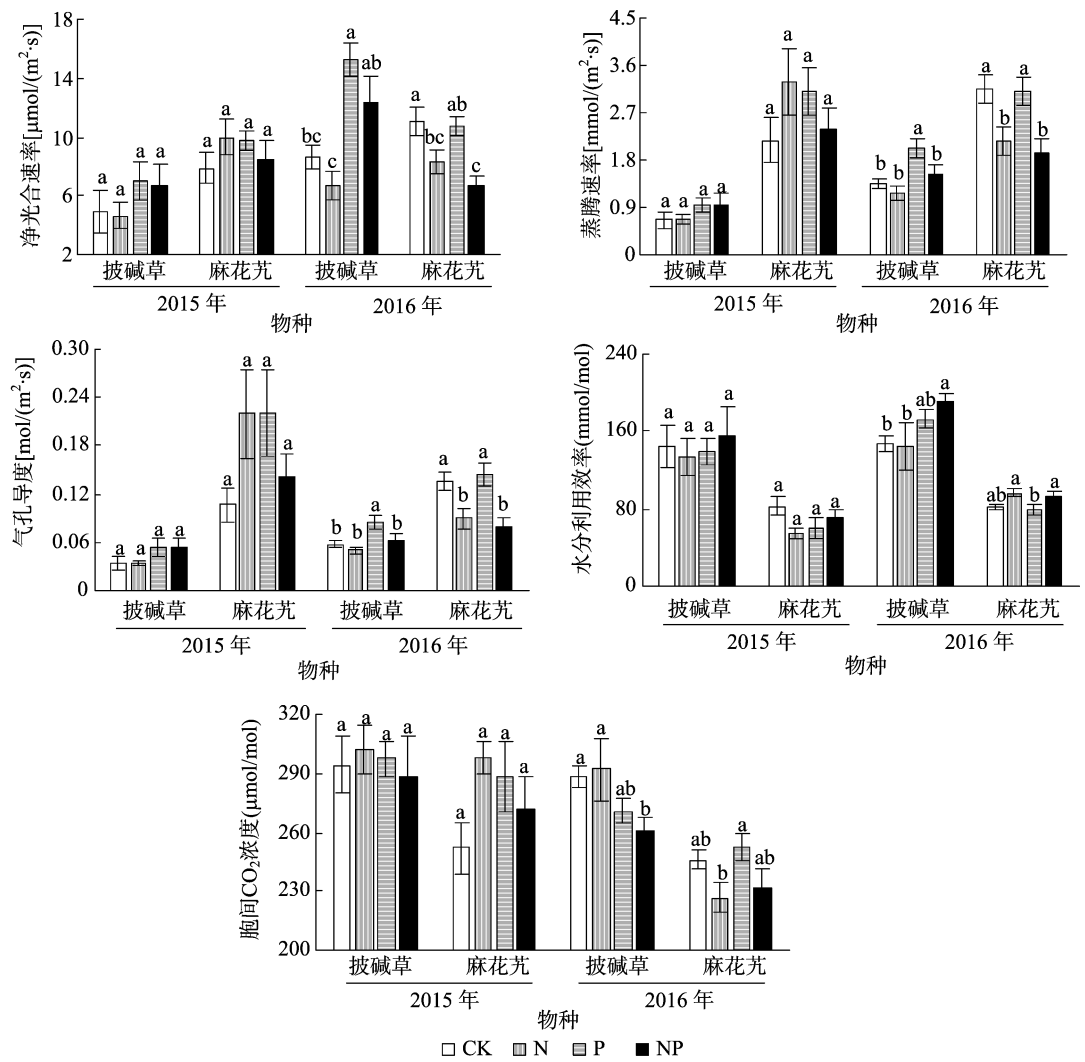 净光合速率[μmol/(m²·s)]
18
14
10
6
2
a a a a a a a a bc c a ab a bc ab c
披碱草 麻花艽 披碱草 麻花艽
2015 年 2016 年
物种
蒸腾速率[mmol/(m²·s)]
4.5
3.6
2.7
1.8
0.9
0
a a a a a a a a b b a b a b a b
披碱草 麻花艽 披碱草 麻花艽
2015 年 2016 年
物种
气孔导度[mol/(m²·s)]
0.30
0.24
0.18
0.12
0.06
0
a a a a a a a a b b a b a b a b
披碱草 麻花艽 披碱草 麻花艽
2015 年 2016 年
物种
水分利用效率(mmol/mol)
240
160
80
0
a a a a a a a a b b ab a ab a b a
披碱草 麻花艽 披碱草 麻花艽
2015 年 2016 年
物种
胞间CO₂浓度(μmol/mol)
320
290
260
230
200
a a a a a a a a a a ab b ab b a ab
披碱草 麻花艽 披碱草 麻花艽
2015 年 2016 年
物种
CK N P NP